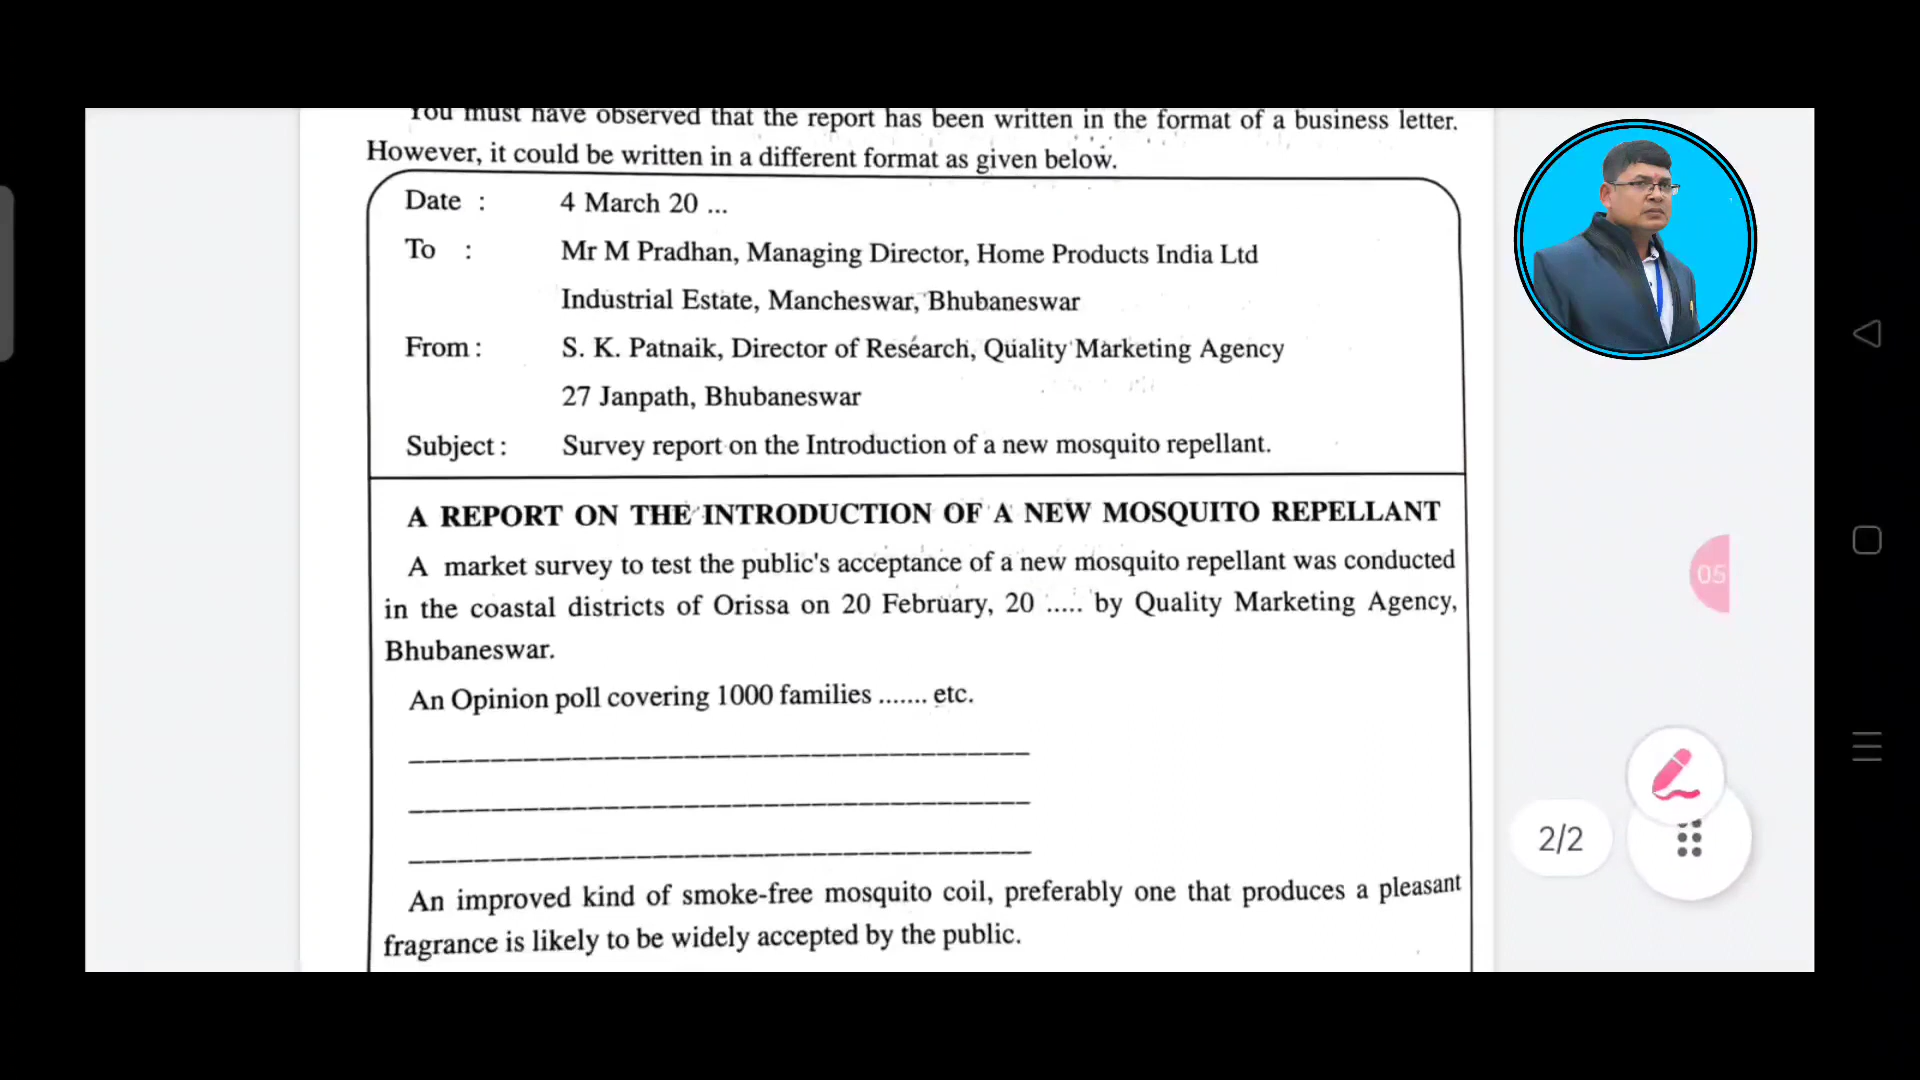 You must have observed that the report has been written in the format of a business letter.
However, it could be written in a different format as given below.
Date : 4 March 20 ...
To : Mr M Pradhan, Managing Director, Home Products India Ltd
Industrial Estate, Mancheswar, Bhubaneswar
From : S. K. Patnaik, Director of Research, Quality Marketing Agency
27 Janpath, Bhubaneswar
Subject : Survey report on the Introduction of a new mosquito repellant.
A REPORT ON THE INTRODUCTION OF A NEW MOSQUITO REPELLANT
A market survey to test the public's acceptance of a new mosquito repellant was conducted
in the coastal districts of Orissa on 20 February, 20 ..... by Quality Marketing Agency,
Bhubaneswar.
An Opinion poll covering 1000 families ....... etc.
An improved kind of smoke-free mosquito coil, preferably one that produces a pleasant
fragrance is likely to be widely accepted by the public.
05
2/2